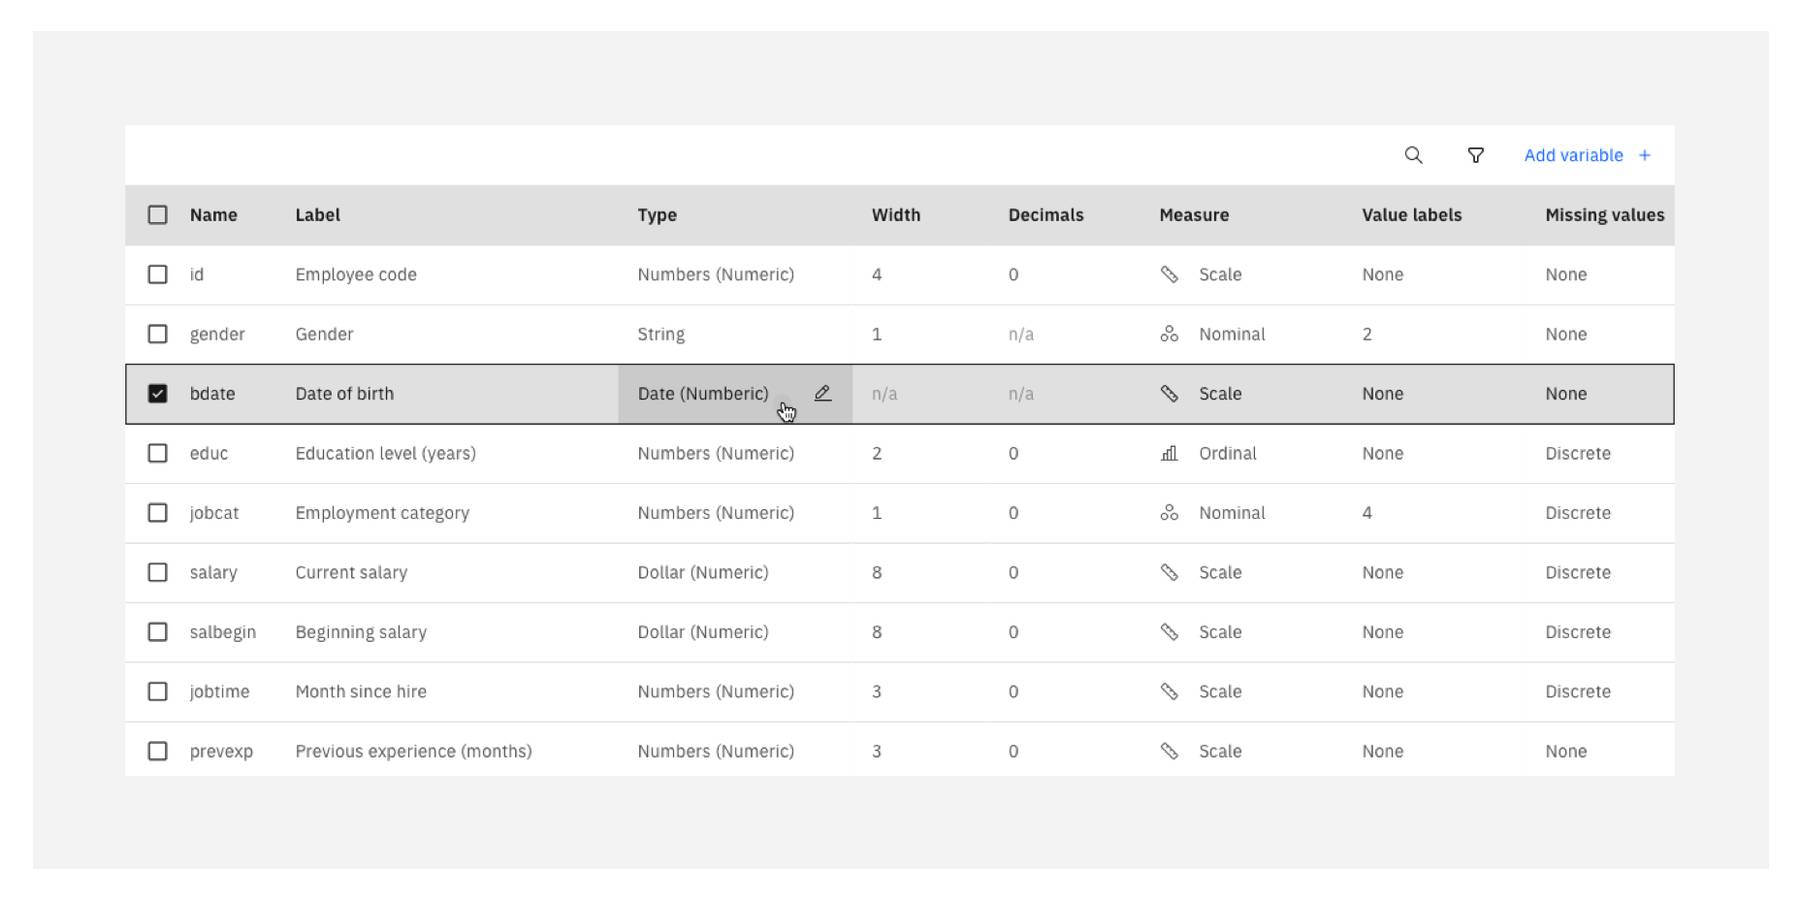 Add variable +
Name Label Type Width Decimals Measure Value labels Missing values
id Employee code Numbers (Numeric) 4 0 Scale None None
gender Gender String 1 n/a Nominal 2 None
bdate Date of birth Date (Numberic) n/a n/a Scale None None
educ Education level (years) Numbers (Numeric) 2 0 Ordinal None Discrete
jobcat Employment category Numbers (Numeric) 1 0 Nominal 4 Discrete
salary Current salary Dollar (Numeric) 8 0 Scale None Discrete
salbegin Beginning salary Dollar (Numeric) 8 0 Scale None Discrete
jobtime Month since hire Numbers (Numeric) 3 0 Scale None Discrete
prevexp Previous experience (months) Numbers (Numeric) 3 0 Scale None None